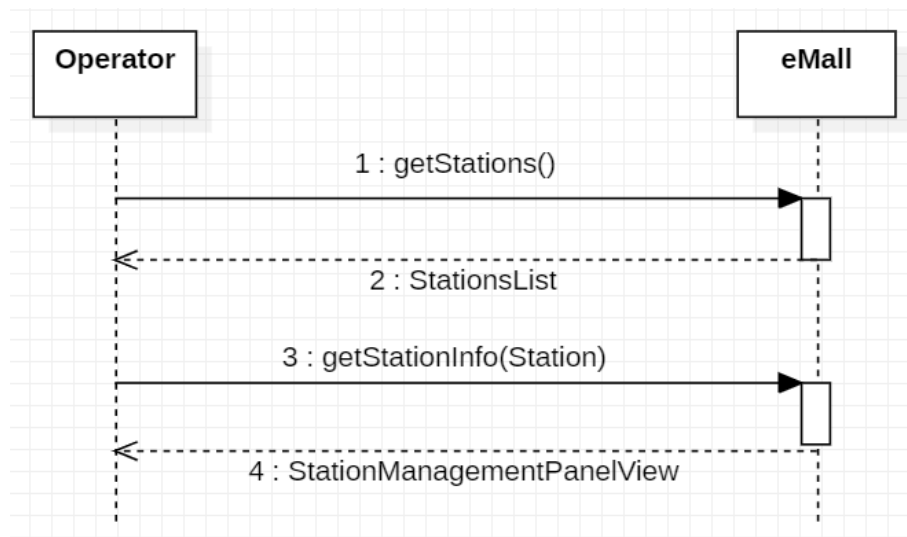 Operator
eMall
1 : getStations()
2 : StationsList
3 : getStationInfo(Station)
4 : StationManagementPanelView